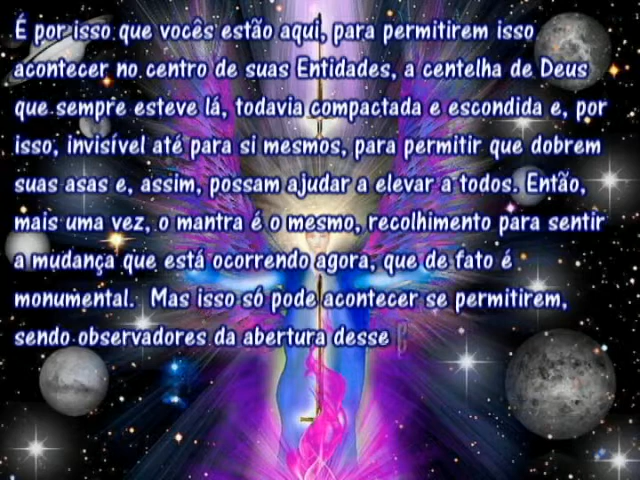 É por isso que vocês estão aqui, para permitirem isso
acontecer no centro de suas Entidades, a centelha de Deus
que sempre esteve lá, todavia compactada e escondida e, por
isso, invisível até para si mesmos, para permitir que dobrem
suas asas e, assim, possam ajudar a elevar a todos. Então,
mais uma vez, o mantra é o mesmo, recolhimento para sentir
a mudança que está ocorrendo agora, que de fato é
monumental. Mas isso só pode acontecer se permitirem,
sendo observadores da abertura desse